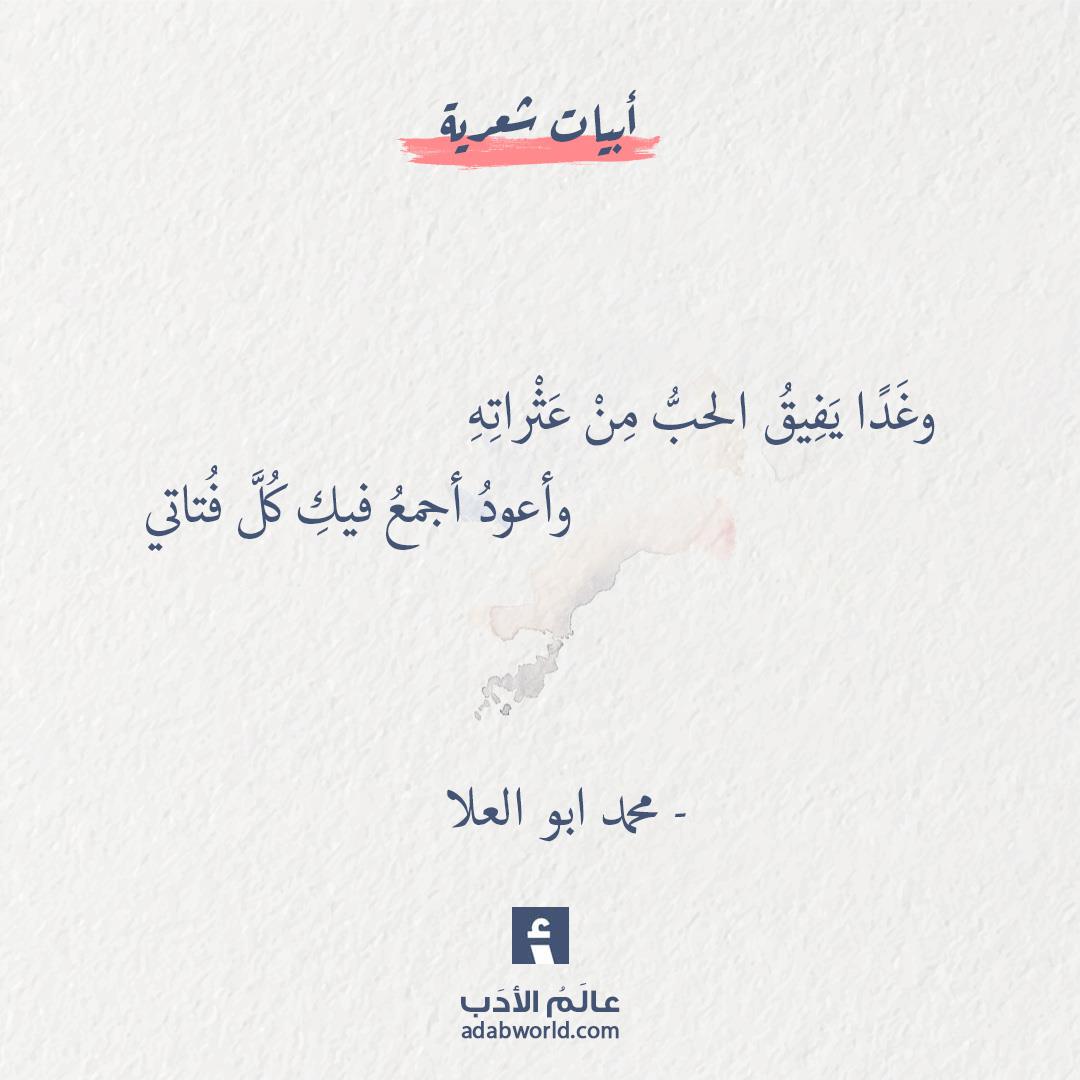 أبيات شعرية
وغَدًا يَفِيقُ الحبُّ مِنْ عَثْراتِهِ
وأعودُ أجمعُ فيكِ كُلَّ فُتاتي
- محمد ابو العلا
أ
عالَمُ الأدَب
adabworld.com